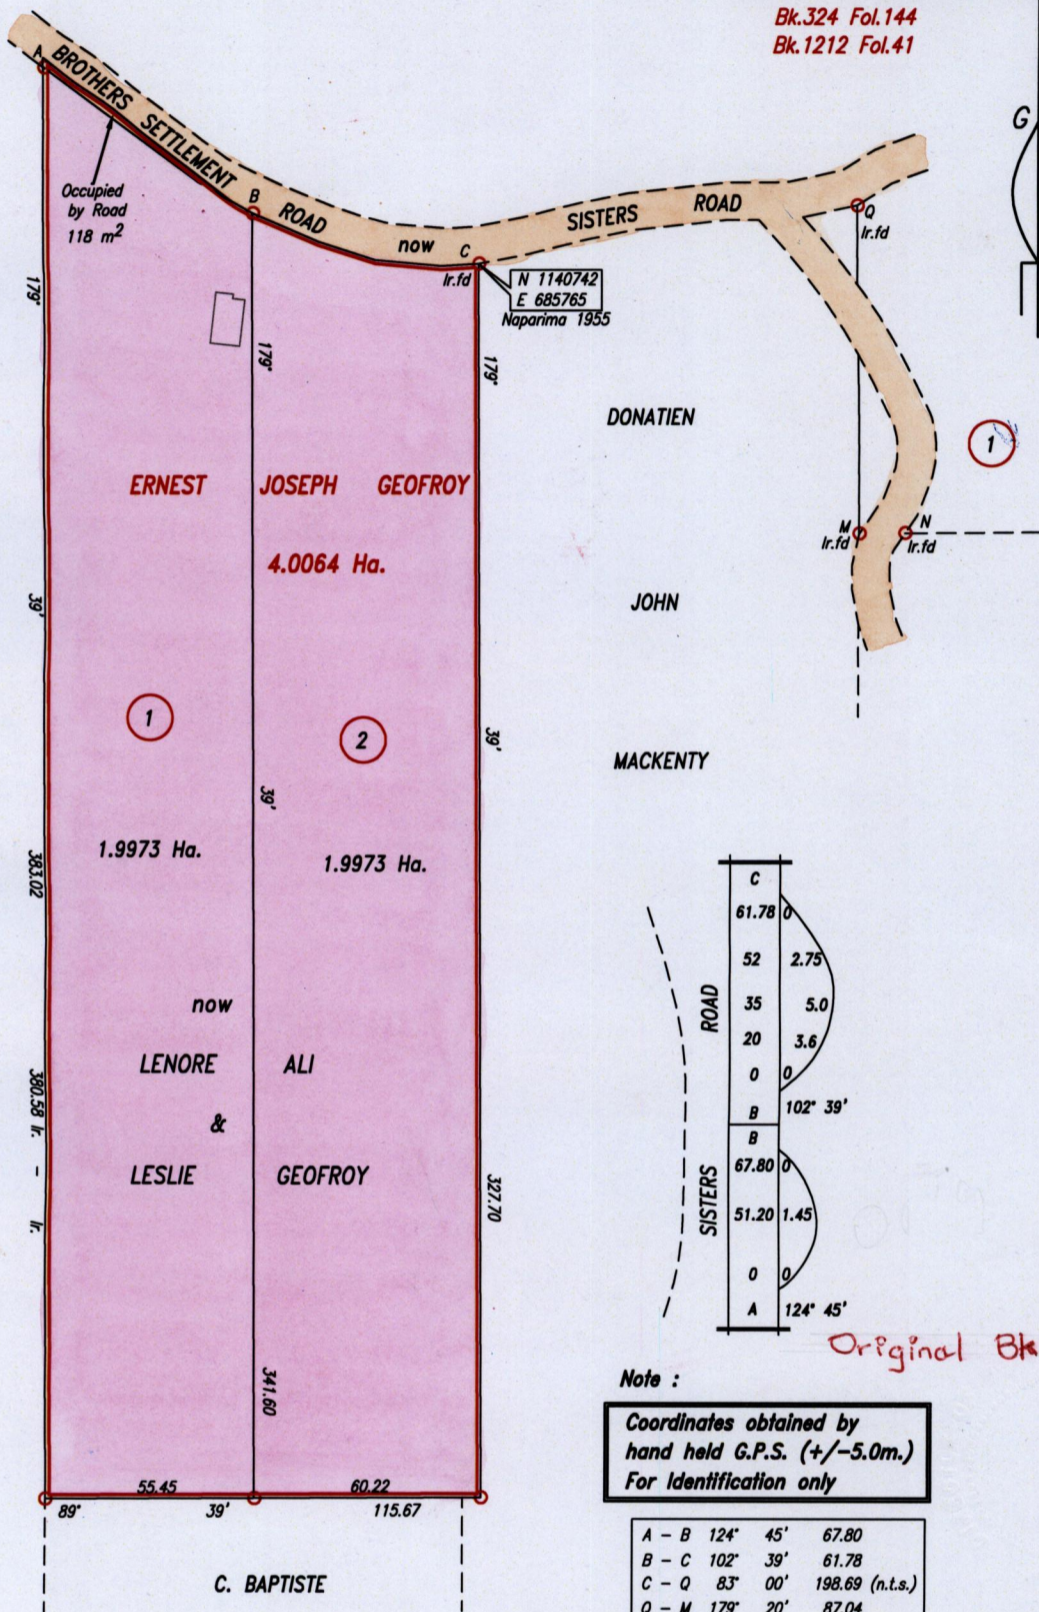 Bk.324 Fol.144
Bk.1212 Fol.41
G
A
BROTHERS SETTLEMENT ROAD
now
SISTERS ROAD
Occupied
by Road
118 m²
B
C
Ir.fd
N 1140742
E 685765
Naparima 1955
Q
Ir.fd
179°
179°
179°
DONATIEN
1
ERNEST JOSEPH GEOFROY
4.0064 Ha.
M
Ir.fd
N
Ir.fd
39'
JOHN
1
2
39'
MACKENTY
39'
1.9973 Ha.
1.9973 Ha.
383.02
now
LENORE ALI
&
LESLIE GEOFROY
380.58 Ir. - Ir.
327.70
341.60
SISTERS ROAD
C
61.78 0
52 2.75
35 5.0
20 3.6
0 0
B 102° 39'
B
67.80 0
51.20 1.45
0 0
A 124° 45'
Original Bk
Note :
Coordinates obtained by
hand held G.P.S. (+/-5.0m.)
For Identification only
55.45 60.22
89° 39' 115.67
C. BAPTISTE
A - B 124° 45' 67.80
B - C 102° 39' 61.78
C - Q 83° 00' 198.69 (n.t.s.)
Q - M 179° 20' 87.04